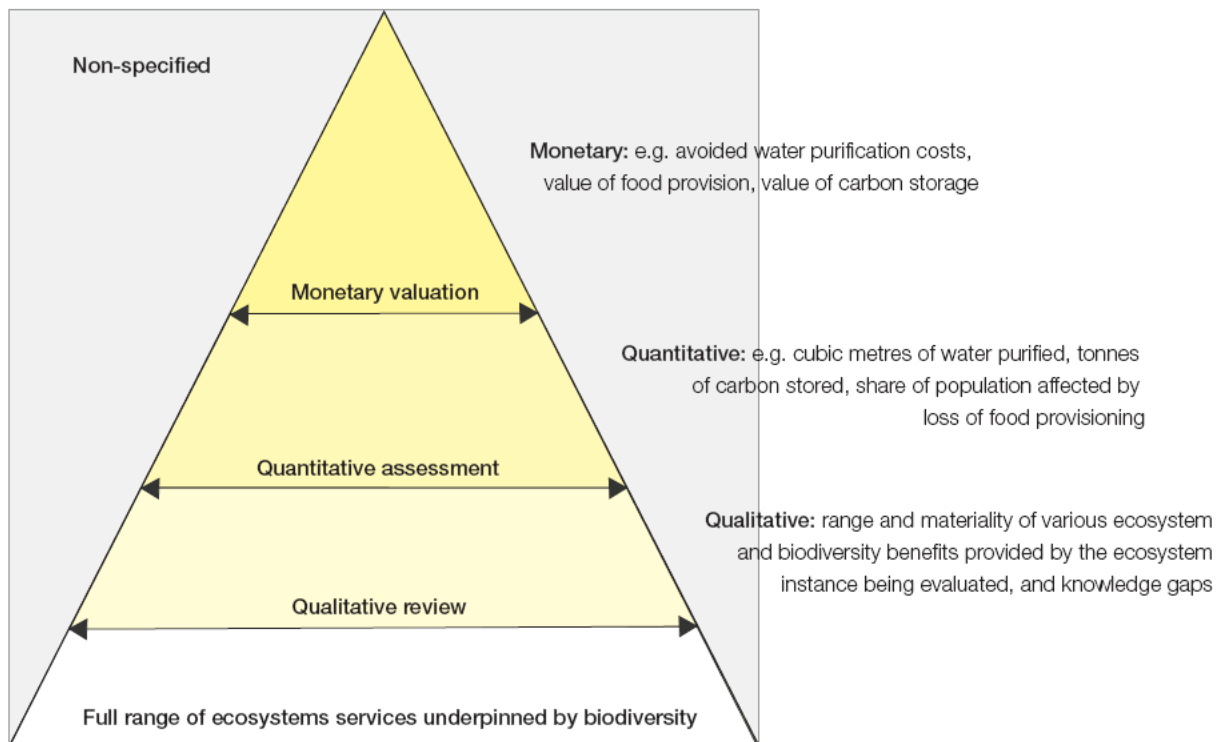 Non-specified
Monetary: e.g. avoided water purification costs,
value of food provision, value of carbon storage
Monetary valuation
Quantitative: e.g. cubic metres of water purified, tonnes
of carbon stored, share of population affected by
loss of food provisioning
Quantitative assessment
Qualitative: range and materiality of various ecosystem
and biodiversity benefits provided by the ecosystem
instance being evaluated, and knowledge gaps
Qualitative review
Full range of ecosystems services underpinned by biodiversity